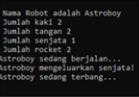 Nama Robot adalah Astroboy
Jumlah kaki 2
Jumlah tangan 2
Jumlah senjata 1
Jumlah rocket 2
Astroboy sedang berjalan...
Astroboy mengeluarkan senjata!
Astroboy sedang terbang...